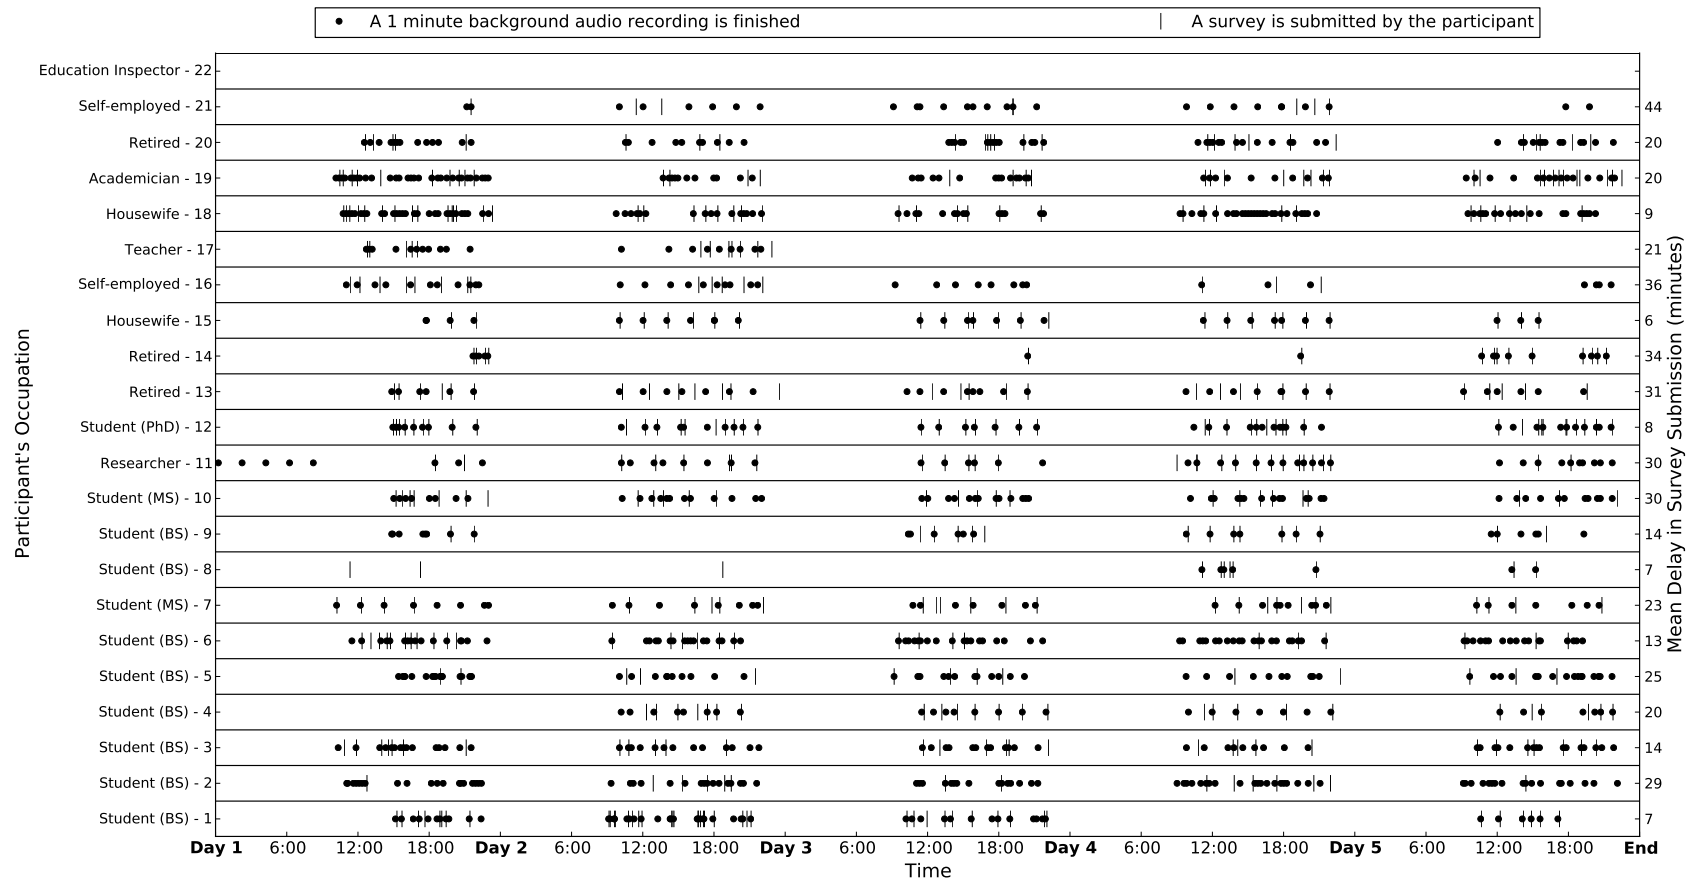 A 1 minute background audio recording is finished
A survey is submitted by the participant
Education Inspector - 22
Self-employed - 21 44
Retired - 20 20
Academician - 19 20
Housewife - 18 9
Teacher - 17 21
Self-employed - 16 36
Housewife - 15 6
Retired - 14 34
Retired - 13 31
Student (PhD) - 12 8
Researcher - 11 30
Student (MS) - 10 30
Student (BS) - 9 14
Student (BS) - 8 7
Student (MS) - 7 23
Student (BS) - 6 13
Student (BS) - 5 25
Student (BS) - 4 20
Student (BS) - 3 14
Student (BS) - 2 29
Student (BS) - 1 7
Participant's Occupation
Mean Delay in Survey Submission (minutes)
Day 1 6:00 12:00 18:00 Day 2 6:00 12:00 18:00 Day 3 6:00 12:00 18:00 Day 4 6:00 12:00 18:00 Day 5 6:00 12:00 18:00 End
Time